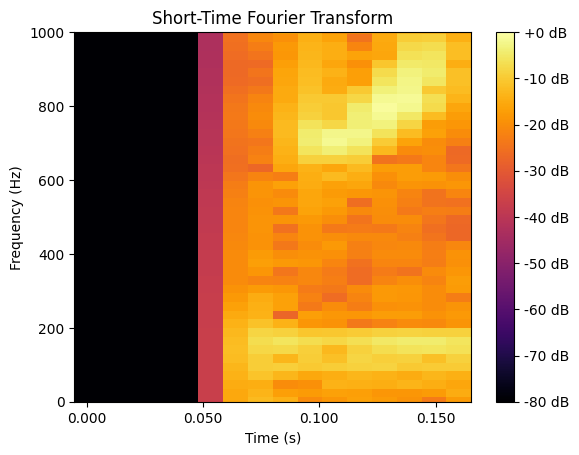 Short-Time Fourier Transform
1000
800
600
400
200
0
Frequency (Hz)
0.000
0.050
0.100
0.150
Time (s)
+0 dB
-10 dB
-20 dB
-30 dB
-40 dB
-50 dB
-60 dB
-70 dB
-80 dB